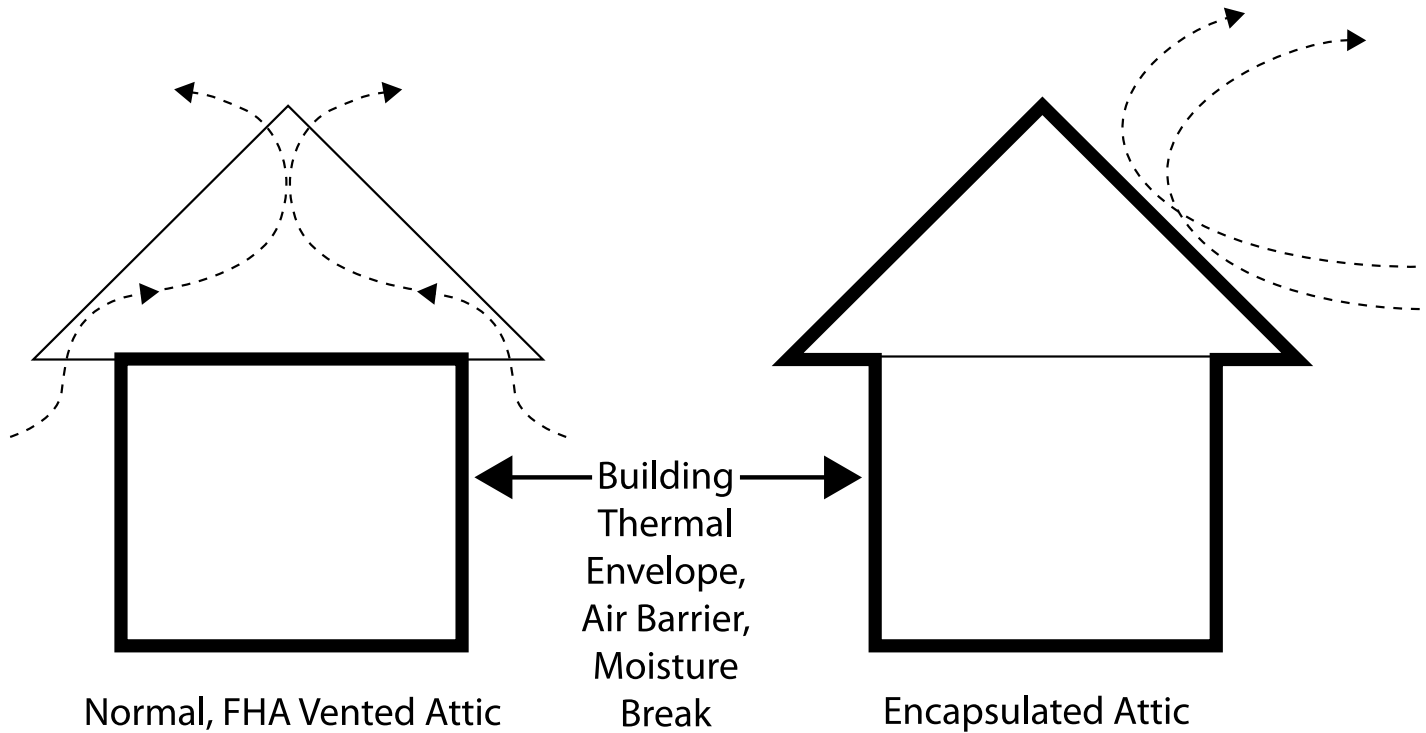 Building
Thermal
Envelope,
Air Barrier,
Moisture
Break
Normal, FHA Vented Attic
Encapsulated Attic